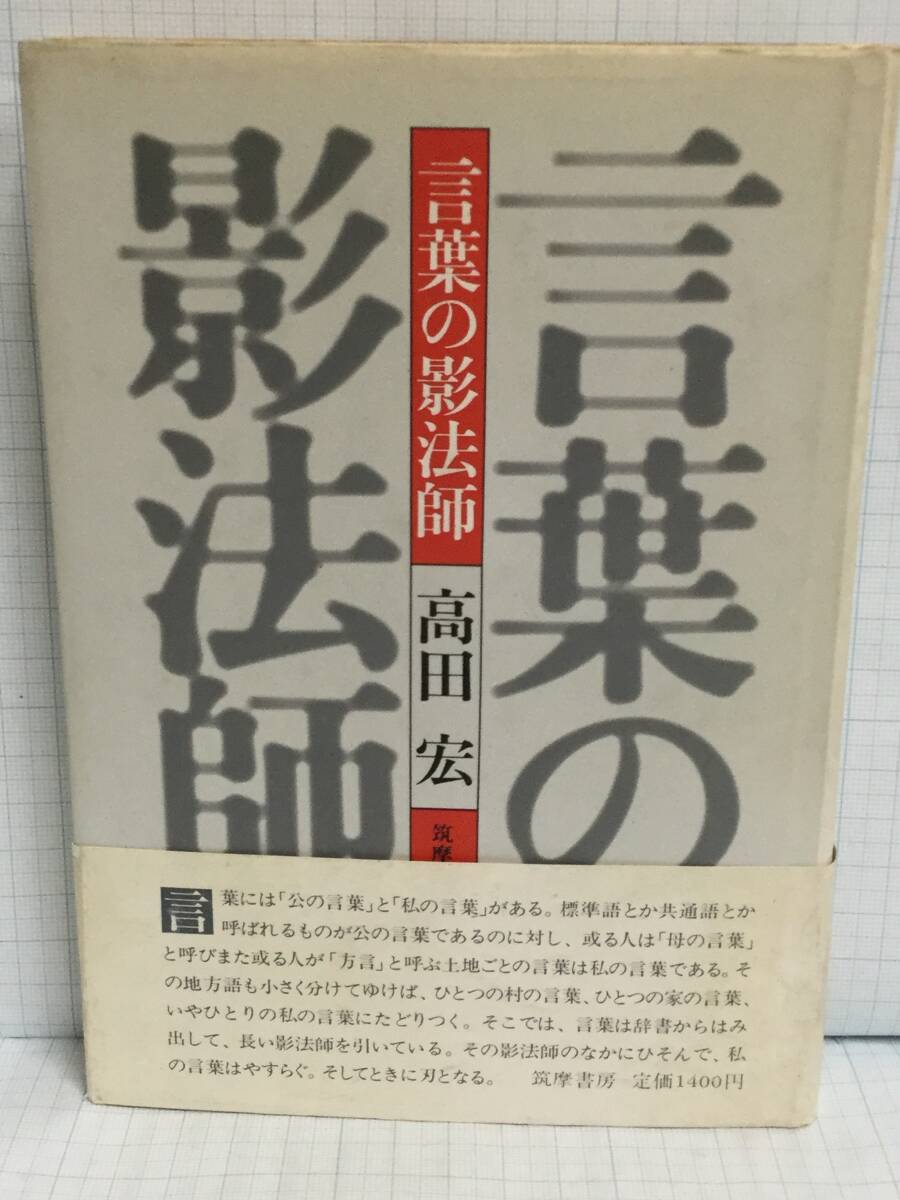 言葉の
影法師
言葉の影法師
高田 宏
筑摩
言葉には「公の言葉」と「私の言葉」がある。標準語とか共通語とか
呼ばれるものが公の言葉であるのに対し、或る人は「母の言葉」
と呼びまた或る人が「方言」と呼ぶ土地ごとの言葉は私の言葉である。そ
の地方語も小さく分けてゆけば、ひとつの村の言葉、ひとつの家の言葉、
いやひとりの私の言葉にたどりつく。そこでは、言葉は辞書からはみ
出して、長い影法師を引いている。その影法師のなかにひそんで、私
の言葉はやすらぐ。そしてときに刃となる。 筑摩書房 定価1400円